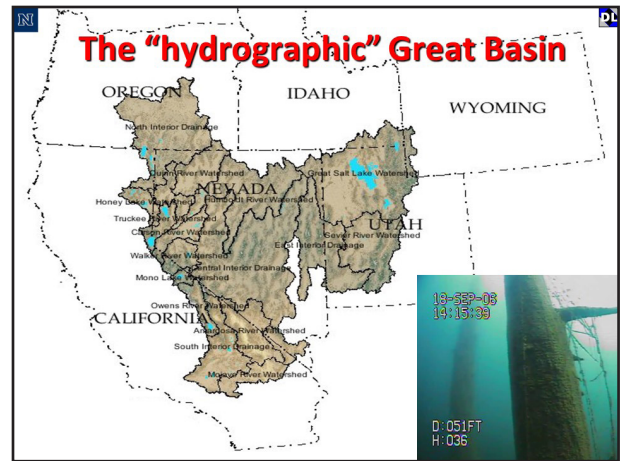 N
DL
The “hydrographic” Great Basin
OREGON
IDAHO
WYOMING
North Interior Drainage
Quinn River Watershed
Great Salt Lake Watershed
NEVADA
Humboldt River Watershed
Honey Lake Watershed
Truckee River Watershed
UTAH
Carson River Watershed
Sevier River Watershed
East Interior Drainage
Walker River Watershed
Central Interior Drainage
Mono Lake Watershed
Owens River Watershed
CALIFORNIA
Amargosa River Watershed
South Interior Drainage
Mojave River Watershed
18-SEP-06
14:15:39
D:051FT
H:036